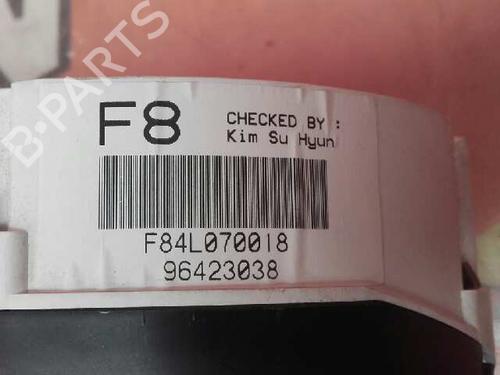 B-PARTS
F8
CHECKED BY :
Kim Su Hyun
F84L070018
96423038